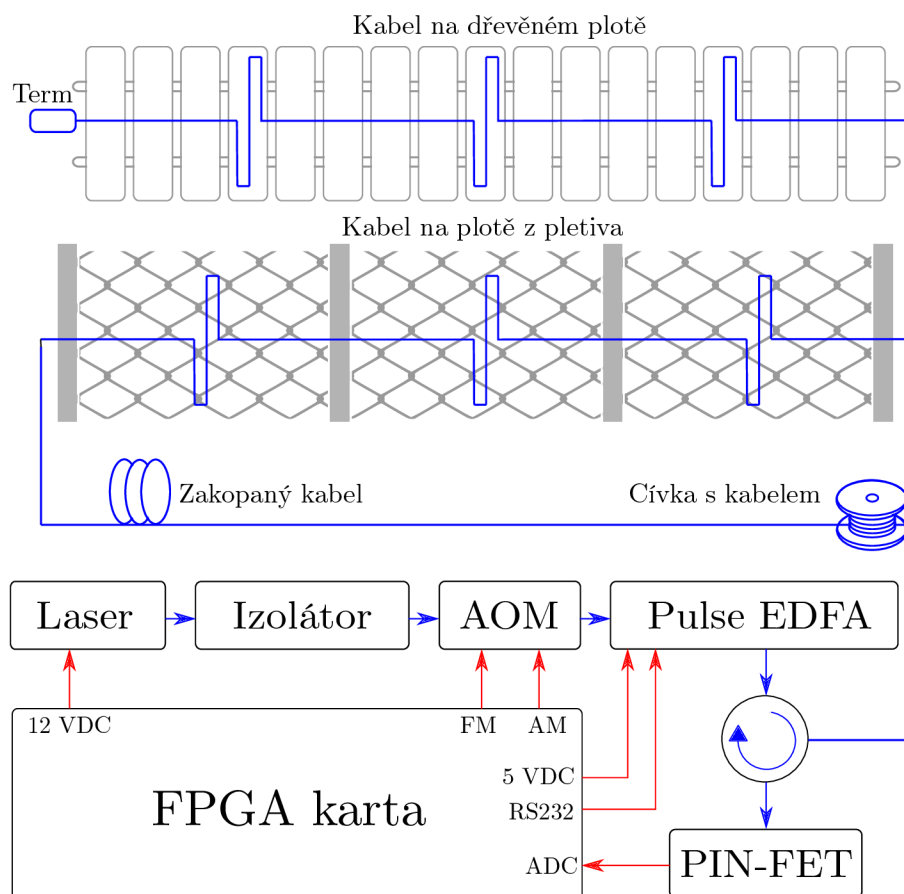 Kabel na dřevěném plotě
Term
Kabel na plotě z pletiva
Zakopaný kabel
Cívka s kabelem
Laser
Izolátor
AOM
Pulse EDFA
12 VDC
FM
AM
5 VDC
RS232
FPGA karta
ADC
PIN-FET